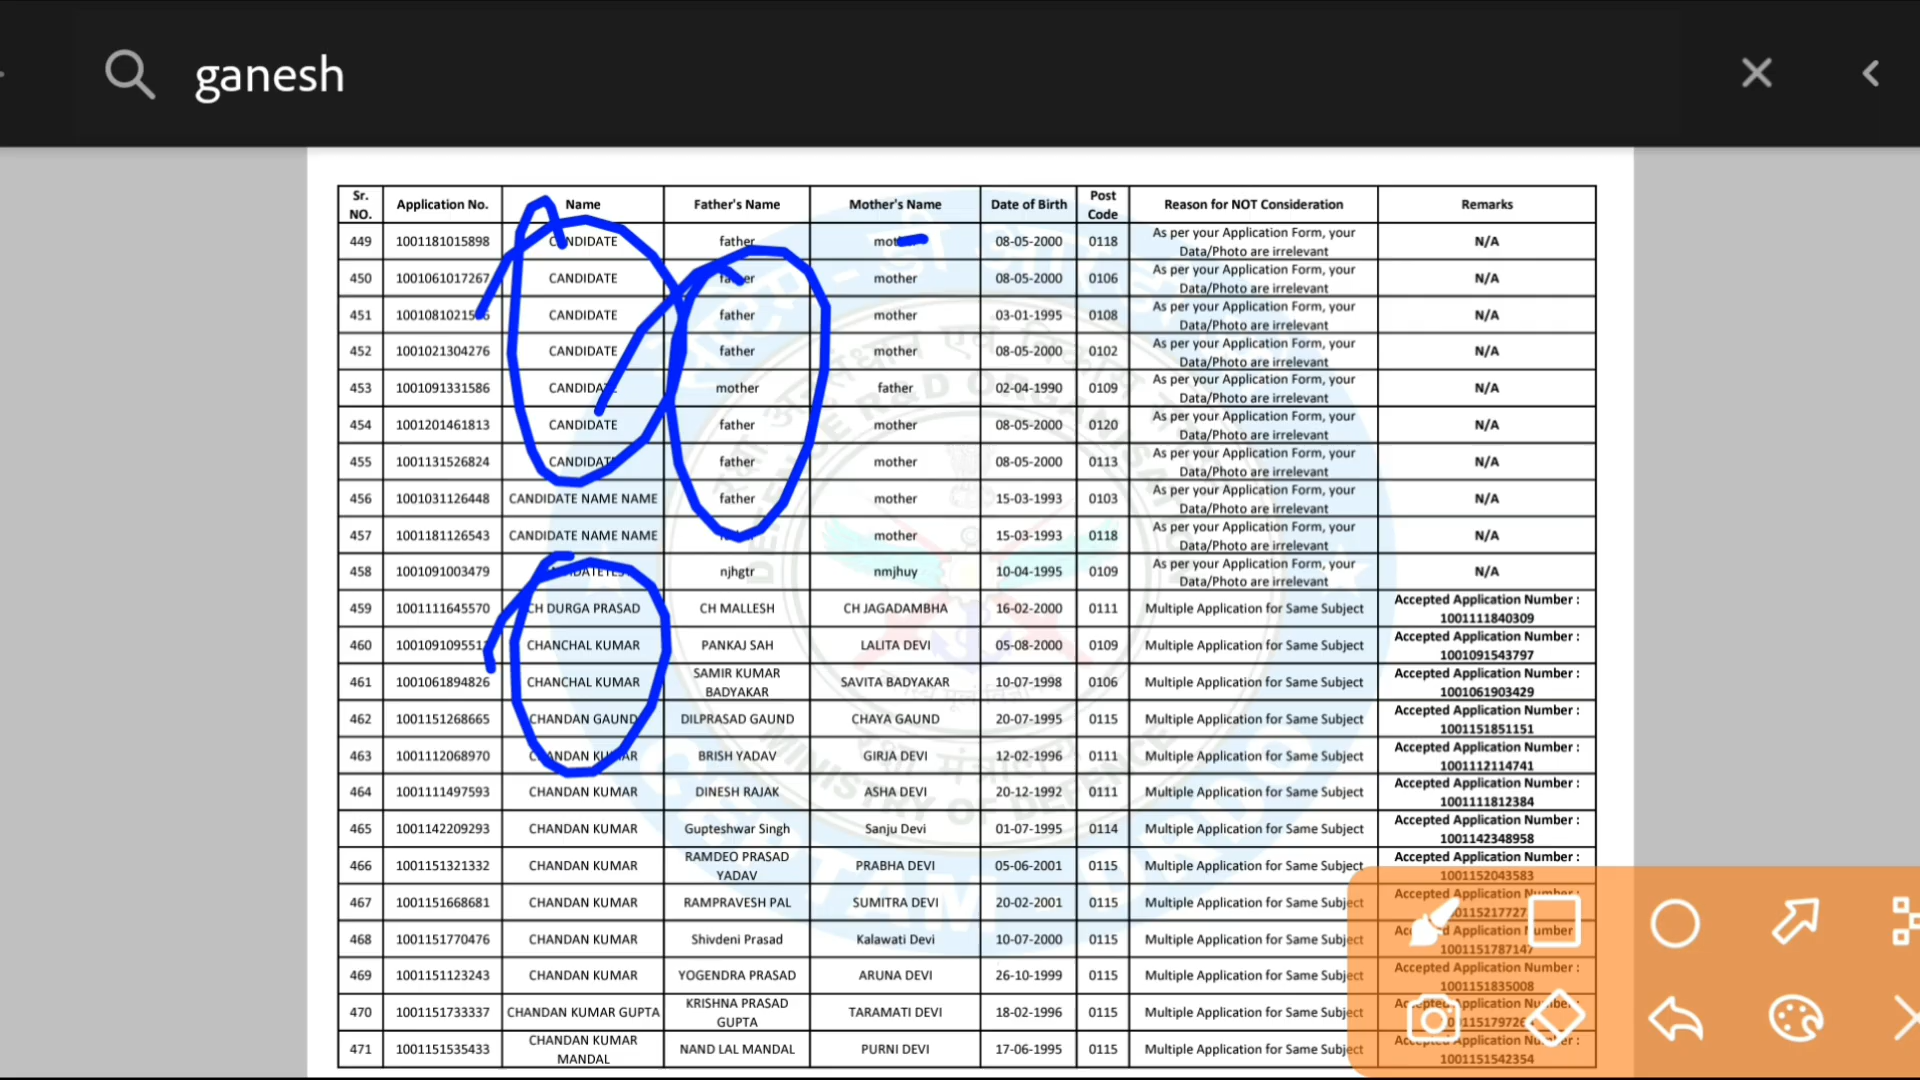 ganesh
Sr. NO. Application No. Name Father's Name Mother's Name Date of Birth Post Code Reason for NOT Consideration Remarks
449 1001181015898 CANDIDATE father 08-05-2000 0118 As per your Application Form, your Data/Photo are irrelevant N/A
450 1001061017267 CANDIDATE father mother 08-05-2000 0106 As per your Application Form, your Data/Photo are irrelevant N/A
451 CANDIDATE father mother 03-01-1995 0108 As per your Application Form, your Data/Photo are irrelevant N/A
452 1001021304276 CANDIDATE father mother 08-05-2000 0102 As per your Application Form, your Data/Photo are irrelevant N/A
453 1001091331586 CANDIDATE mother father 02-04-1990 0109 As per your Application Form, your Data/Photo are irrelevant N/A
454 1001201461813 CANDIDATE father mother 08-05-2000 0120 As per your Application Form, your Data/Photo are irrelevant N/A
455 1001131526824 CANDIDATE father mother 08-05-2000 0113 As per your Application Form, your Data/Photo are irrelevant N/A
456 1001031126448 CANDIDATE NAME NAME father mother 15-03-1993 0103 As per your Application Form, your Data/Photo are irrelevant N/A
457 1001181126543 CANDIDATE NAME NAME mother 15-03-1993 0118 As per your Application Form, your Data/Photo are irrelevant N/A
458 1001091003479 njhgtr nmjhuy 10-04-1995 0109 As per your Application Form, your Data/Photo are irrelevant N/A
459 1001111645570 CH DURGA PRASAD CH MALLESH CH JAGADAMBHA 16-02-2000 0111 Multiple Application for Same Subject Accepted Application Number : 1001111840309
460 CHANCHAL KUMAR PANKAJ SAH LALITA DEVI 05-08-2000 0109 Multiple Application for Same Subject Accepted Application Number : 1001091543797
461 1001061894826 CHANCHAL KUMAR SAMIR KUMAR BADYAKAR SAVITA BADYAKAR 10-07-1998 0106 Multiple Application for Same Subject Accepted Application Number : 1001061903429
462 1001151268665 CHANDAN GAUND DILPRASAD GAUND CHAYA GAUND 20-07-1995 0115 Multiple Application for Same Subject Accepted Application Number : 1001151851151
463 1001112068970 CHANDAN KUMAR BRISH YADAV GIRJA DEVI 12-02-1996 0111 Multiple Application for Same Subject Accepted Application Number : 1001112114741
464 1001111497593 CHANDAN KUMAR DINESH RAJAK ASHA DEVI 20-12-1992 0111 Multiple Application for Same Subject Accepted Application Number : 1001111812384
465 1001142209293 CHANDAN KUMAR Gupteshwar Singh Sanju Devi 01-07-1995 0114 Multiple Application for Same Subject Accepted Application Number : 1001142348958
466 1001151321332 CHANDAN KUMAR RAMDEO PRASAD YADAV PRABHA DEVI 05-06-2001 0115 Multiple Application for Same Subject Accepted Application Number : 1001152043583
467 1001151668681 CHANDAN KUMAR RAMPRAVESH PAL SUMITRA DEVI 20-02-2001 0115 Multiple Application for Same Subject Accepted Application Number :
468 1001151770476 CHANDAN KUMAR Shivdeni Prasad Kalawati Devi 10-07-2000 0115 Multiple Application for Same Subject Application Number 1001151787147
469 1001151123243 CHANDAN KUMAR YOGENDRA PRASAD ARUNA DEVI 26-10-1999 0115 Multiple Application for Same Subject Accepted Application Number : 1001151835008
470 1001151733337 CHANDAN KUMAR GUPTA KRISHNA PRASAD GUPTA TARAMATI DEVI 18-02-1996 0115 Multiple Application for Same Subject Accepted Application Number :
471 1001151535433 CHANDAN KUMAR MANDAL NAND LAL MANDAL PURNI DEVI 17-06-1995 0115 Multiple Application for Same Subject Accepted Application Number : 1001151542354
DEFENCE R&D ORGANISATION
MINISTRY OF DEFENCE
CEPTAM DRDO